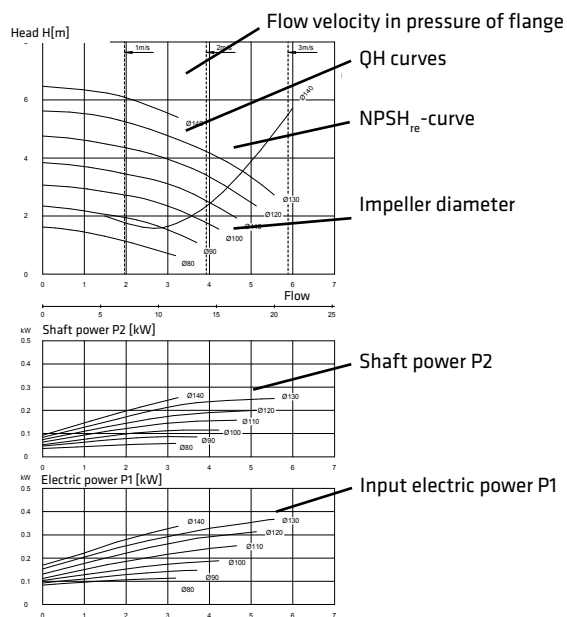 Flow velocity in pressure of flange
Head H[m]
1m/s 2m/s 3m/s
QH curves
6
Ø140
Ø140
NPSHre-curve
4
Ø130
Impeller diameter
Ø120
2
Ø110
Ø100
Ø90
Ø80
0
0 1 2 3 4 5 6 7
Flow
0 5 10 15 20 25
kW Shaft power P2 [kW]
0.5
0.4
Shaft power P2
0.3
Ø140 Ø130
Ø120
0.2
Ø110
Ø100
0.1
Ø90
Ø80
0
0 1 2 3 4 5 6 7
kW Electric power P1 [kW]
0.5
Input electric power P1
0.4
Ø140 Ø130
0.3
Ø120
Ø110
0.2
Ø100
Ø90
0.1
Ø80
0
0 1 2 3 4 5 6 7